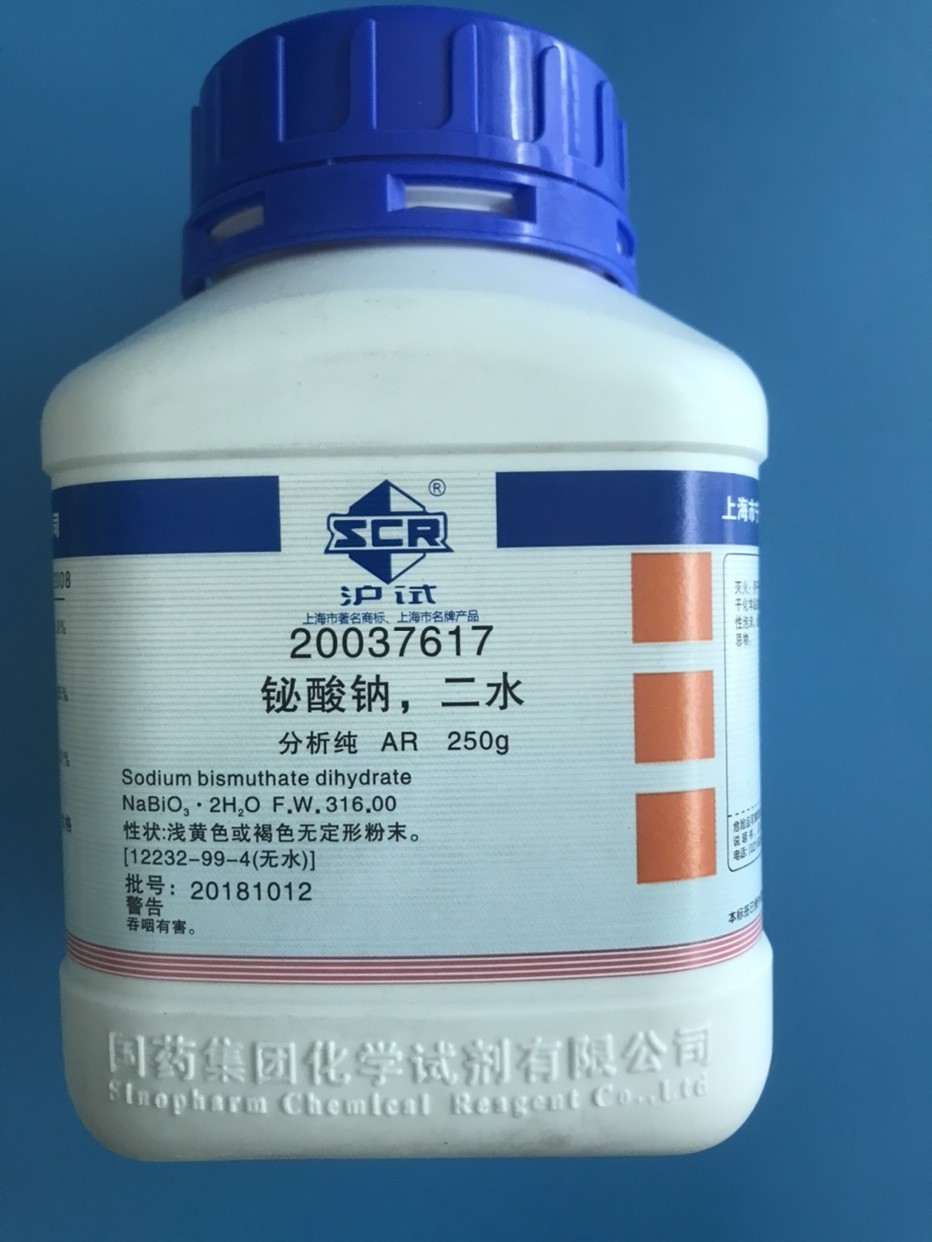 SCR®
沪试
上海市著名商标、上海市名牌产品
20037617
铋酸钠，二水
分析纯 AR 250g
Sodium bismuthate dihydrate
NaBiO₃·2H₂O F.W.316.00
性状:浅黄色或褐色无定形粉末。
[12232-99-4(无水)]
批号：20181012
警告
吞咽有害。
上海市
国药集团化学试剂有限公司
Sinopharm Chemical Reagent Co.,Ltd